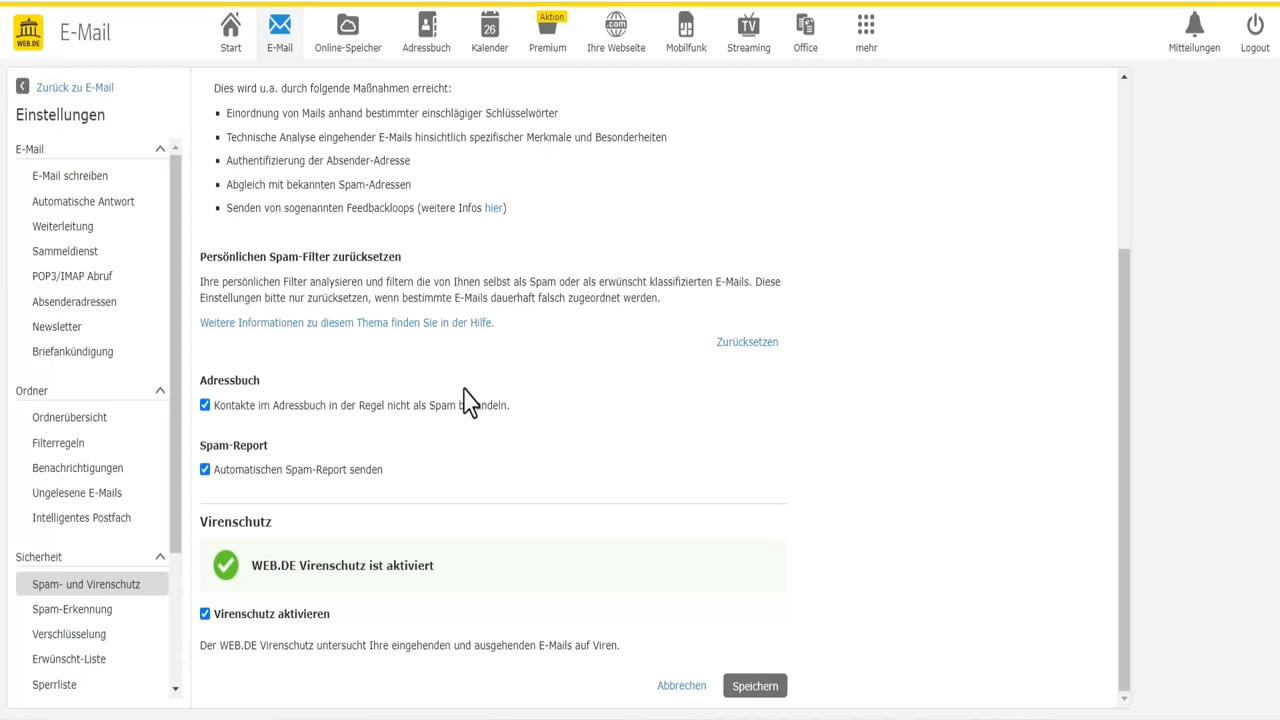 WEB.DE
E-Mail
Start
E-Mail
Online-Speicher
Adressbuch
26
Kalender
Aktion
Premium
.com
Ihre Webseite
Mobilfunk
TV
Streaming
Office
mehr
Mitteilungen
Logout
Zurück zu E-Mail
Einstellungen
E-Mail
E-Mail schreiben
Automatische Antwort
Weiterleitung
Sammeldienst
POP3/IMAP Abruf
Absenderadressen
Newsletter
Briefankündigung
Ordner
Ordnerübersicht
Filterregeln
Benachrichtigungen
Ungelesene E-Mails
Intelligentes Postfach
Sicherheit
Spam- und Virenschutz
Spam-Erkennung
Verschlüsselung
Erwünscht-Liste
Sperrliste
Dies wird u.a. durch folgende Maßnahmen erreicht:
Einordnung von Mails anhand bestimmter einschlägiger Schlüsselwörter
Technische Analyse eingehender E-Mails hinsichtlich spezifischer Merkmale und Besonderheiten
Authentifizierung der Absender-Adresse
Abgleich mit bekannten Spam-Adressen
Senden von sogenannten Feedbackloops (weitere Infos hier)
Persönlichen Spam-Filter zurücksetzen
Ihre persönlichen Filter analysieren und filtern die von Ihnen selbst als Spam oder als erwünscht klassifizierten E-Mails. Diese
Einstellungen bitte nur zurücksetzen, wenn bestimmte E-Mails dauerhaft falsch zugeordnet werden.
Weitere Informationen zu diesem Thema finden Sie in der Hilfe.
Zurücksetzen
Adressbuch
Kontakte im Adressbuch in der Regel nicht als Spam
Spam-Report
Automatischen Spam-Report senden
Virenschutz
WEB.DE Virenschutz ist aktiviert
Virenschutz aktivieren
Der WEB.DE Virenschutz untersucht Ihre eingehenden und ausgehenden E-Mails auf Viren.
Abbrechen
Speichern